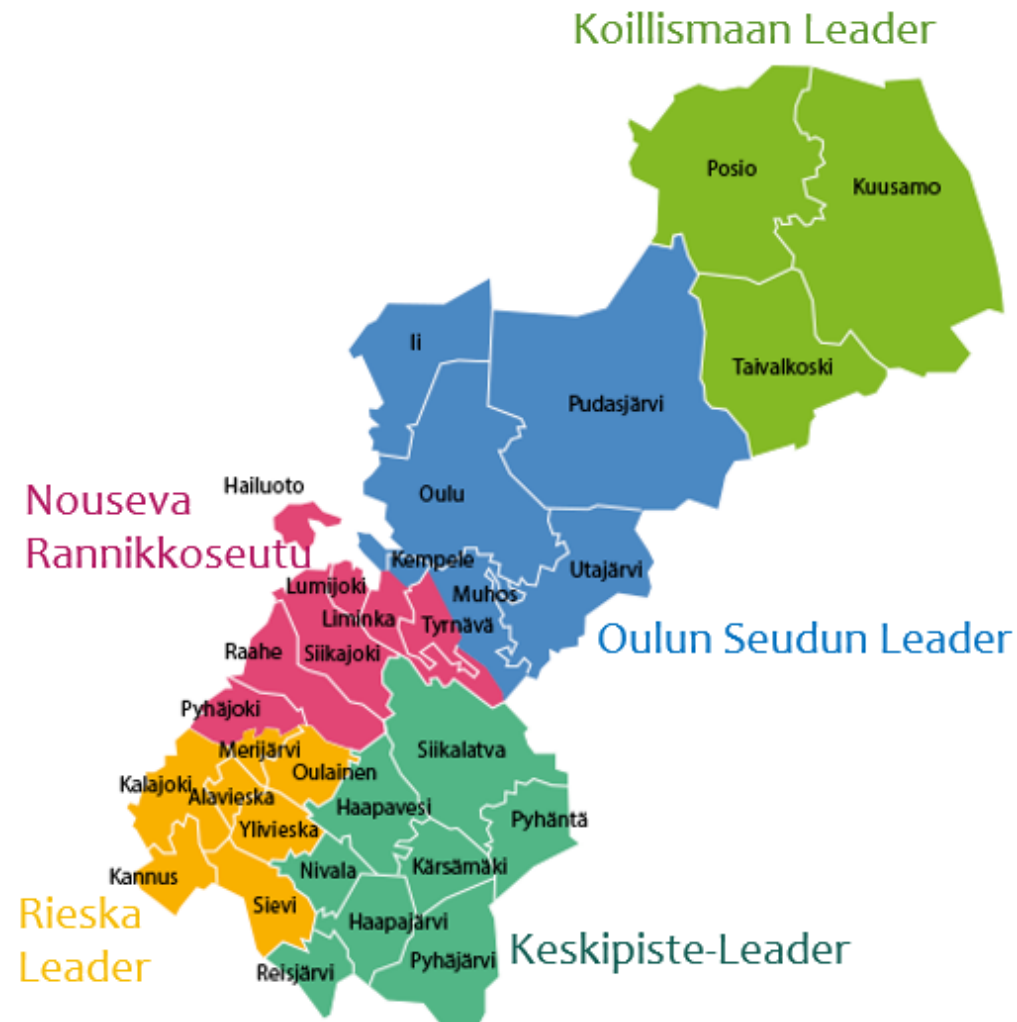 Koillismaan Leader
Posio
Kuusamo
Ii
Taivalkoski
Pudasjärvi
Hailuoto
Oulu
Nouseva
Rannikkoseutu
Kempele
Utajärvi
Lumijoki
Muhos
Liminka
Tyrnävä
Oulun Seudun Leader
Raahe
Siikajoki
Pyhäjoki
Merijärvi
Siikalatva
Oulainen
Kalajoki
Alavieska
Haapavesi
Pyhäntä
Ylivieska
Nivala
Kärsämäki
Kannus
Sievi
Rieska
Leader
Haapajärvi
Keskipiste-Leader
Pyhäjärvi
Reisjärvi